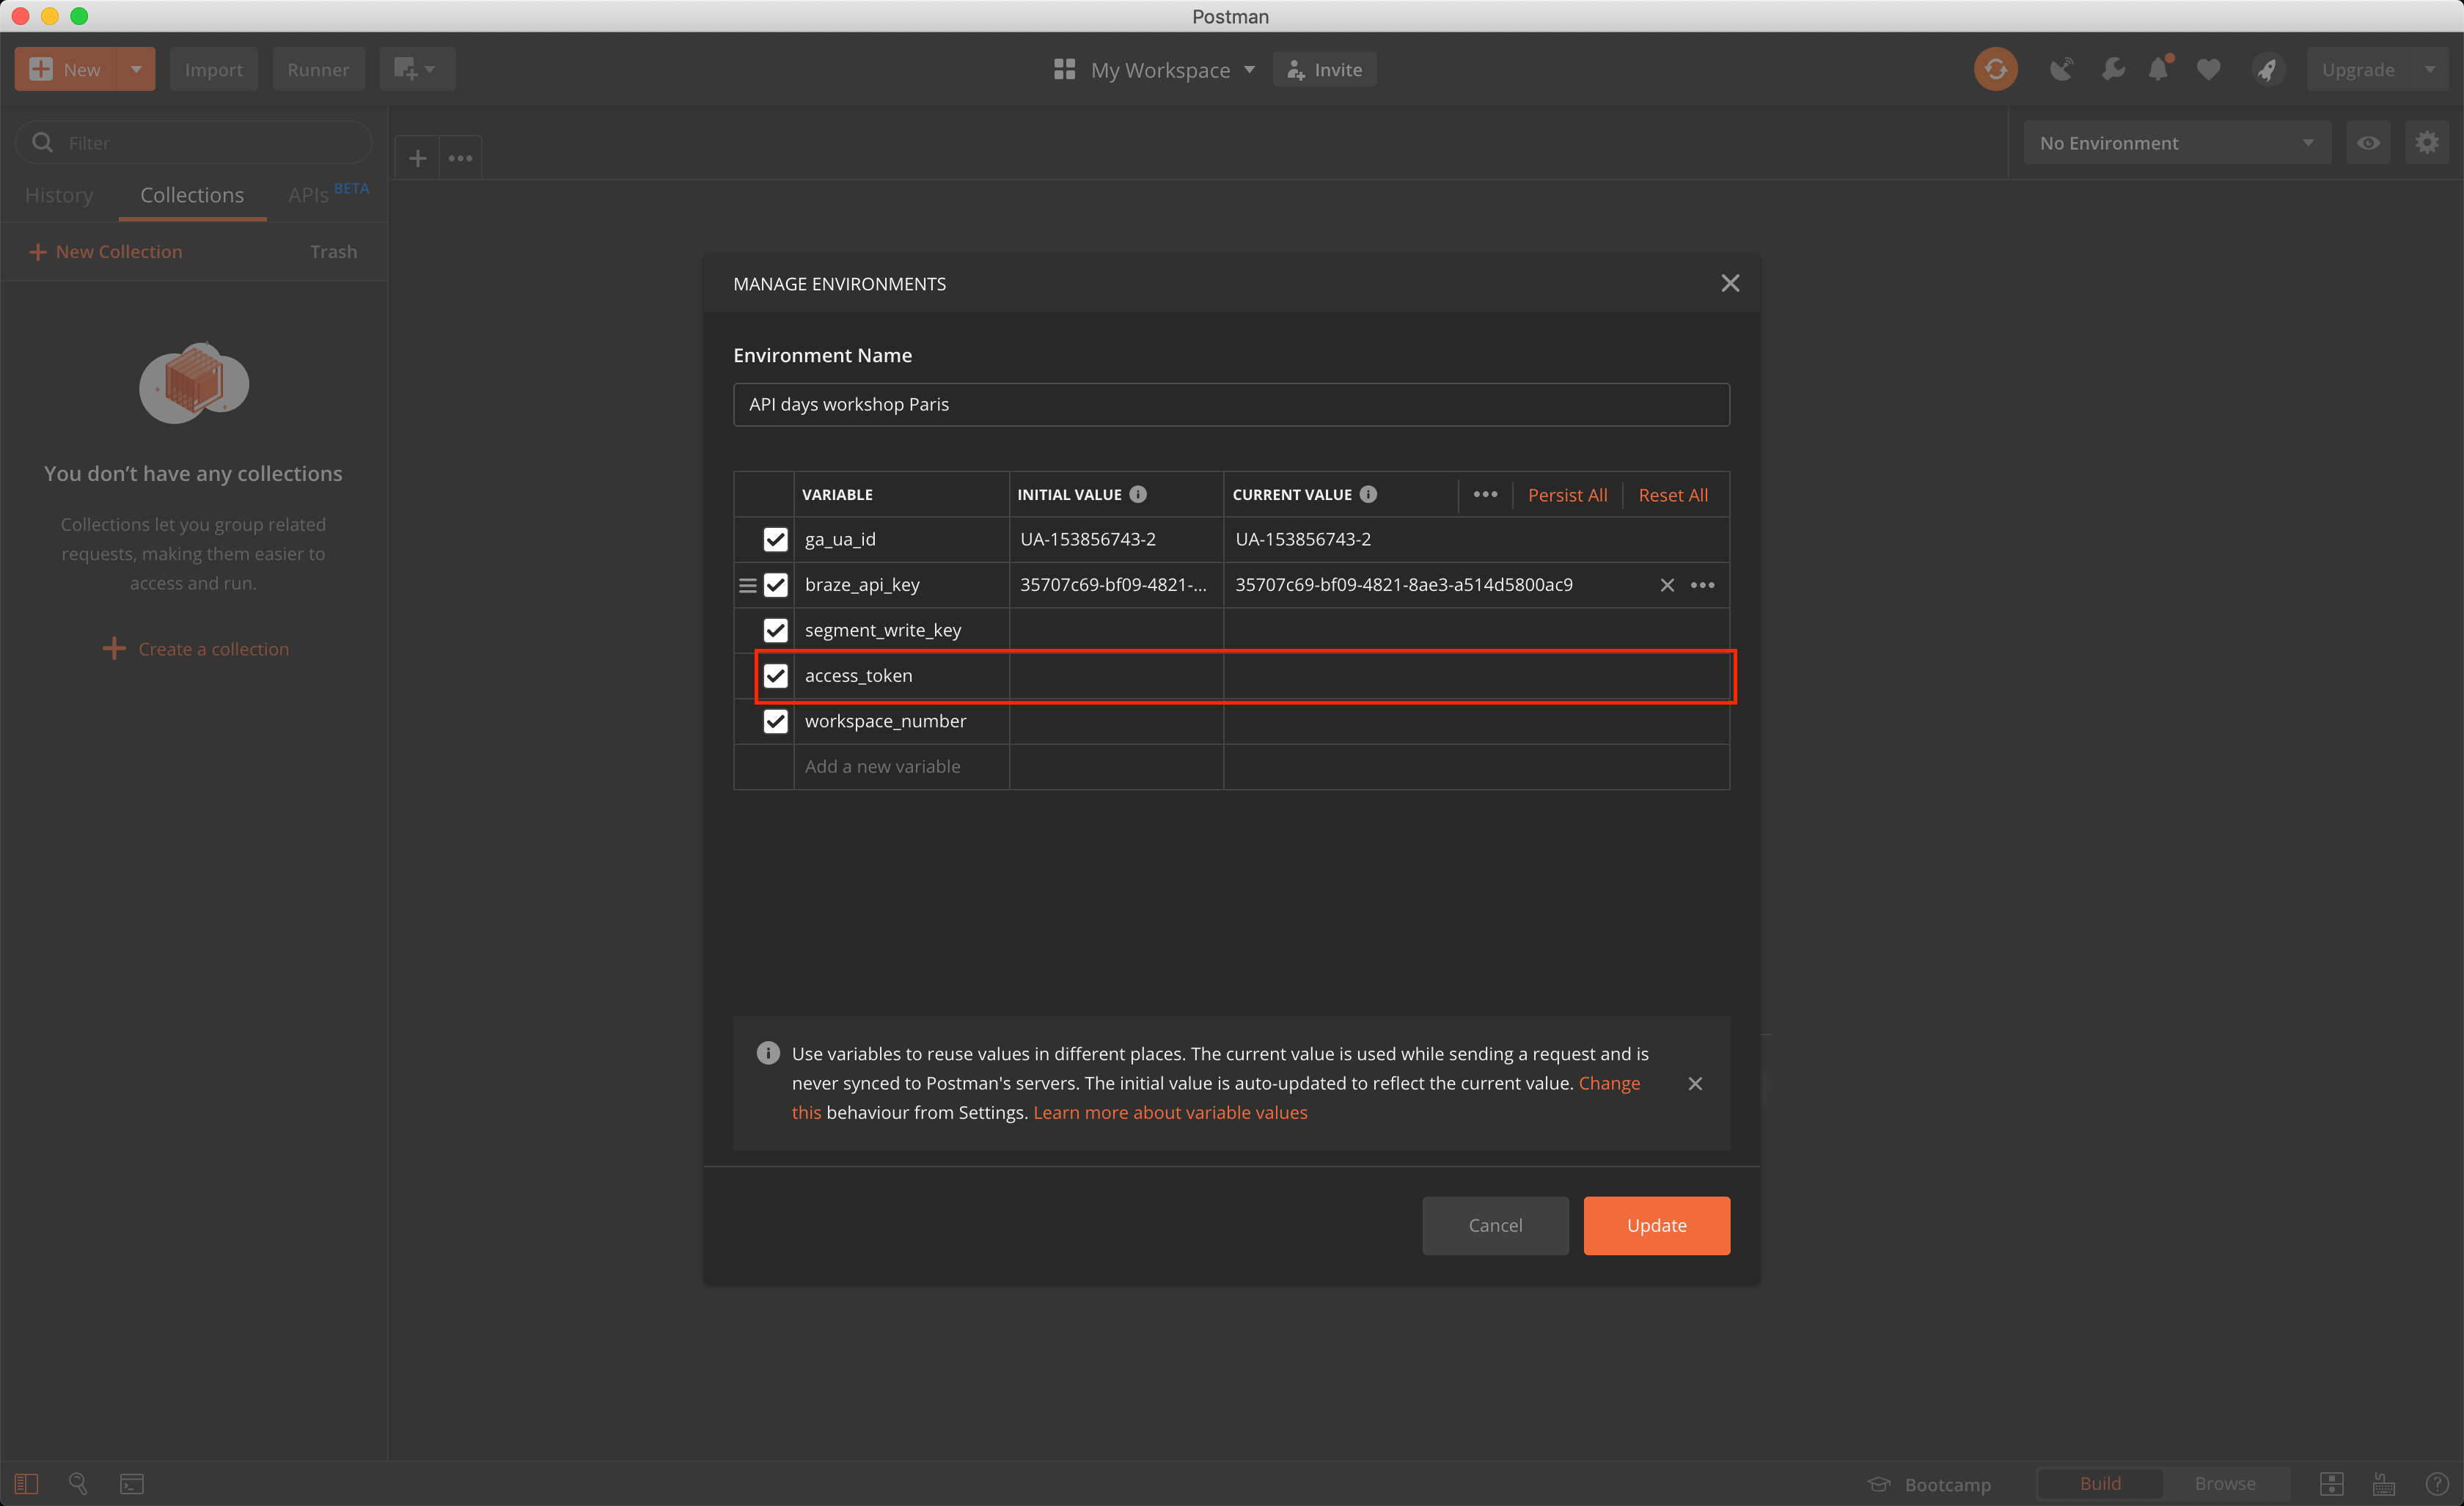 Postman
New
Import
Runner
My Workspace
Invite
Upgrade
Filter
No Environment
History
Collections
APIs BETA
New Collection
Trash
You don’t have any collections
Collections let you group related
requests, making them easier to
access and run.
Create a collection
MANAGE ENVIRONMENTS
Environment Name
API days workshop Paris
VARIABLE INITIAL VALUE CURRENT VALUE Persist All Reset All
ga_ua_id UA-153856743-2 UA-153856743-2
braze_api_key 35707c69-bf09-4821-... 35707c69-bf09-4821-8ae3-a514d5800ac9
segment_write_key
access_token
workspace_number
Add a new variable
Use variables to reuse values in different places. The current value is used while sending a request and is
never synced to Postman's servers. The initial value is auto-updated to reflect the current value. Change
this behaviour from Settings. Learn more about variable values
Cancel
Update
Bootcamp
Build
Browse